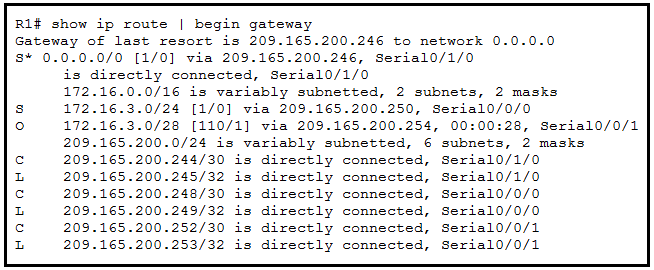 R1# show ip route | begin gateway
Gateway of last resort is 209.165.200.246 to network 0.0.0.0
S* 0.0.0.0/0 [1/0] via 209.165.200.246, Serial0/1/0
is directly connected, Serial0/1/0
172.16.0.0/16 is variably subnetted, 2 subnets, 2 masks
S 172.16.3.0/24 [1/0] via 209.165.200.250, Serial0/0/0
O 172.16.3.0/28 [110/1] via 209.165.200.254, 00:00:28, Serial0/0/1
209.165.200.0/24 is variably subnetted, 6 subnets, 2 masks
C 209.165.200.244/30 is directly connected, Serial0/1/0
L 209.165.200.245/32 is directly connected, Serial0/1/0
C 209.165.200.248/30 is directly connected, Serial0/0/0
L 209.165.200.249/32 is directly connected, Serial0/0/0
C 209.165.200.252/30 is directly connected, Serial0/0/1
L 209.165.200.253/32 is directly connected, Serial0/0/1